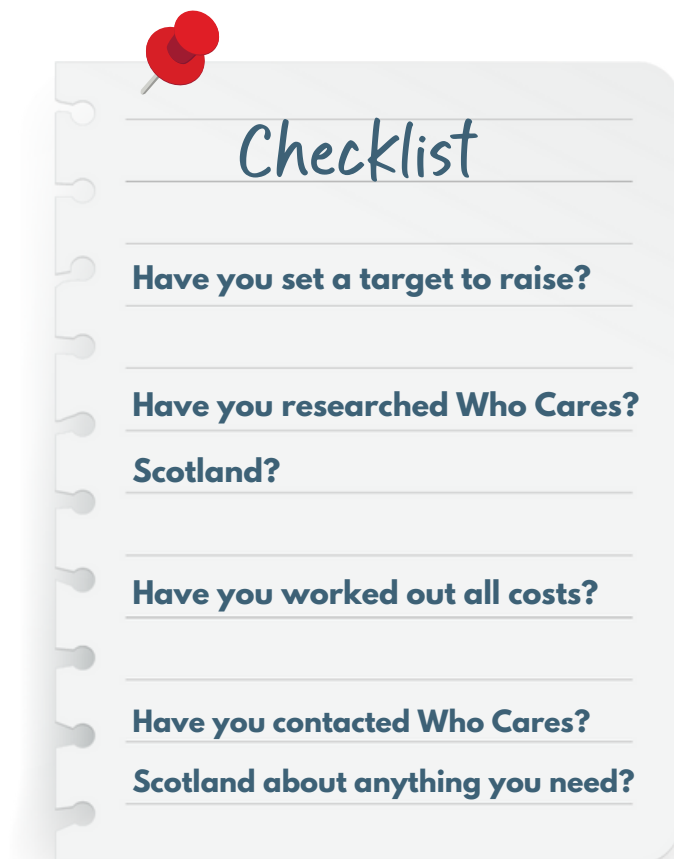 Checklist
Have you set a target to raise?
Have you researched Who Cares?
Scotland?
Have you worked out all costs?
Have you contacted Who Cares?
Scotland about anything you need?